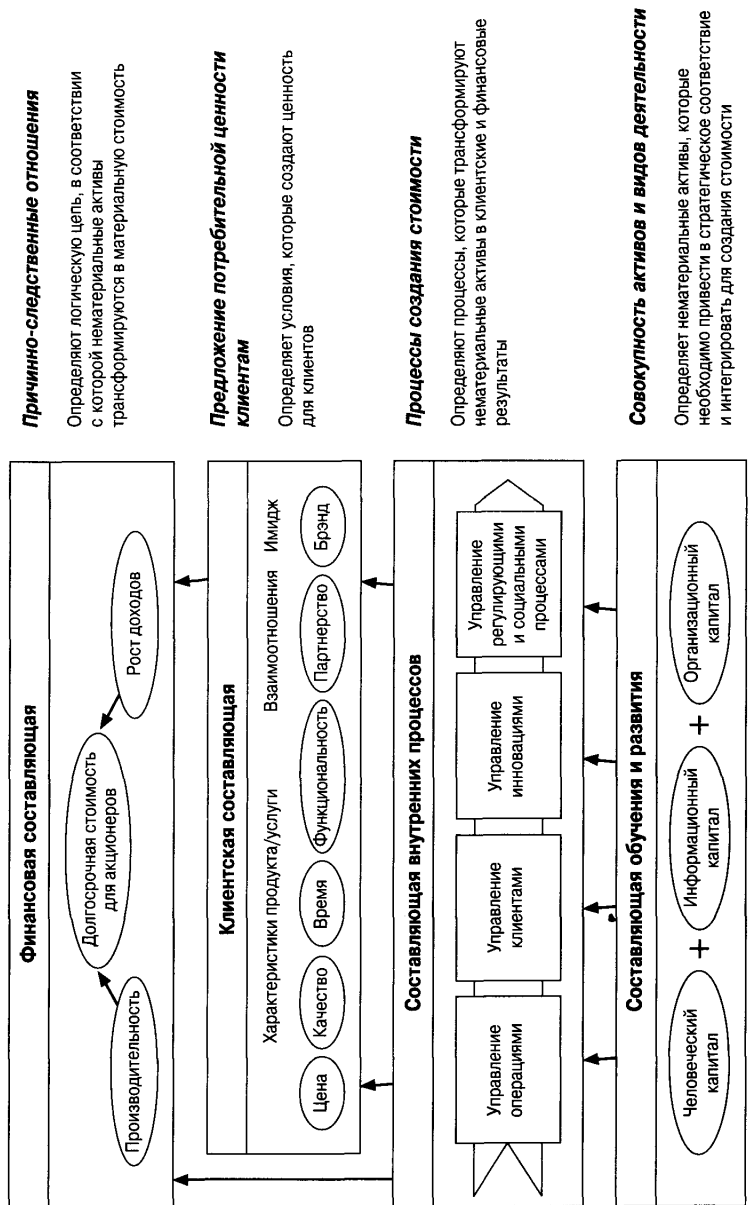 Финансовая составляющая
Долгосрочная стоимость
для акционеров
Производительность
Рост доходов
Причинно-следственные отношения
Определяют логическую цепь, в соответствии
с которой нематериальные активы
трансформируются в материальную стоимость
Клиентская составляющая
Характеристики продукта/услуги
Взаимоотношения
Имидж
Цена
Качество
Время
Функциональность
Партнерство
Брэнд
Предложение потребительной ценности
клиентам
Определяет условия, которые создают ценность
для клиентов
Составляющая внутренних процессов
Управление
операциями
Управление
клиентами
Управление
инновациями
Управление
регулирующими
и социальными
процессами
Процессы создания стоимости
Определяют процессы, которые трансформируют
нематериальные активы в клиентские и финансовые
результаты
Составляющая обучения и развития
Человеческий
капитал
+
Информационный
капитал
+
Организационный
капитал
Совокупность активов и видов деятельности
Определяет нематериальные активы, которые
необходимо привести в стратегическое соответствие
и интегрировать для создания стоимости